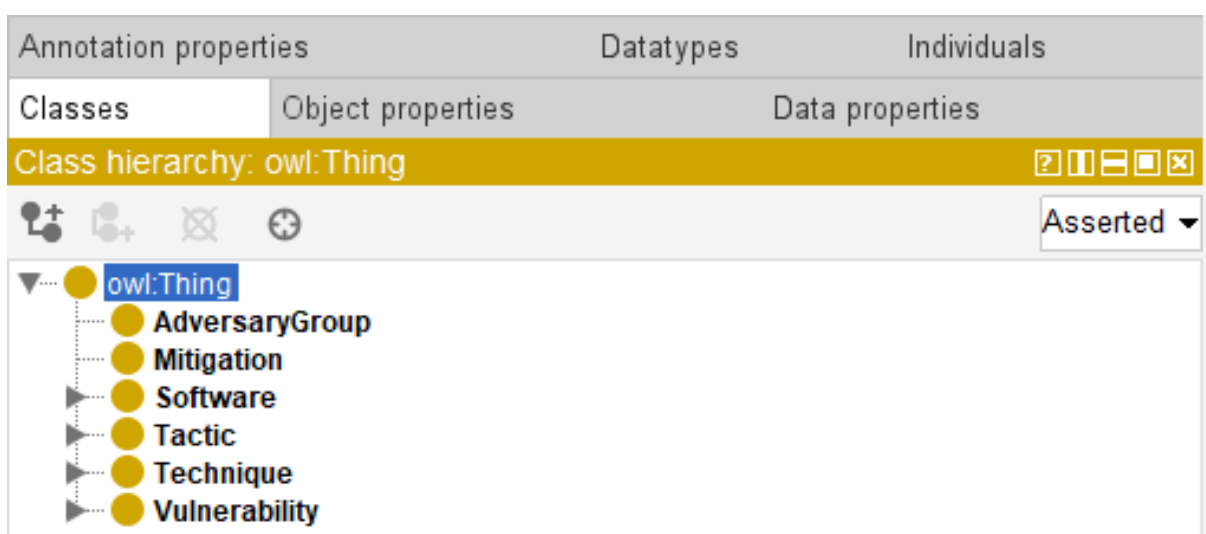 Annotation properties Datatypes Individuals
Classes Object properties Data properties
Class hierarchy: owl:Thing
Asserted
owl:Thing
AdversaryGroup
Mitigation
Software
Tactic
Technique
Vulnerability